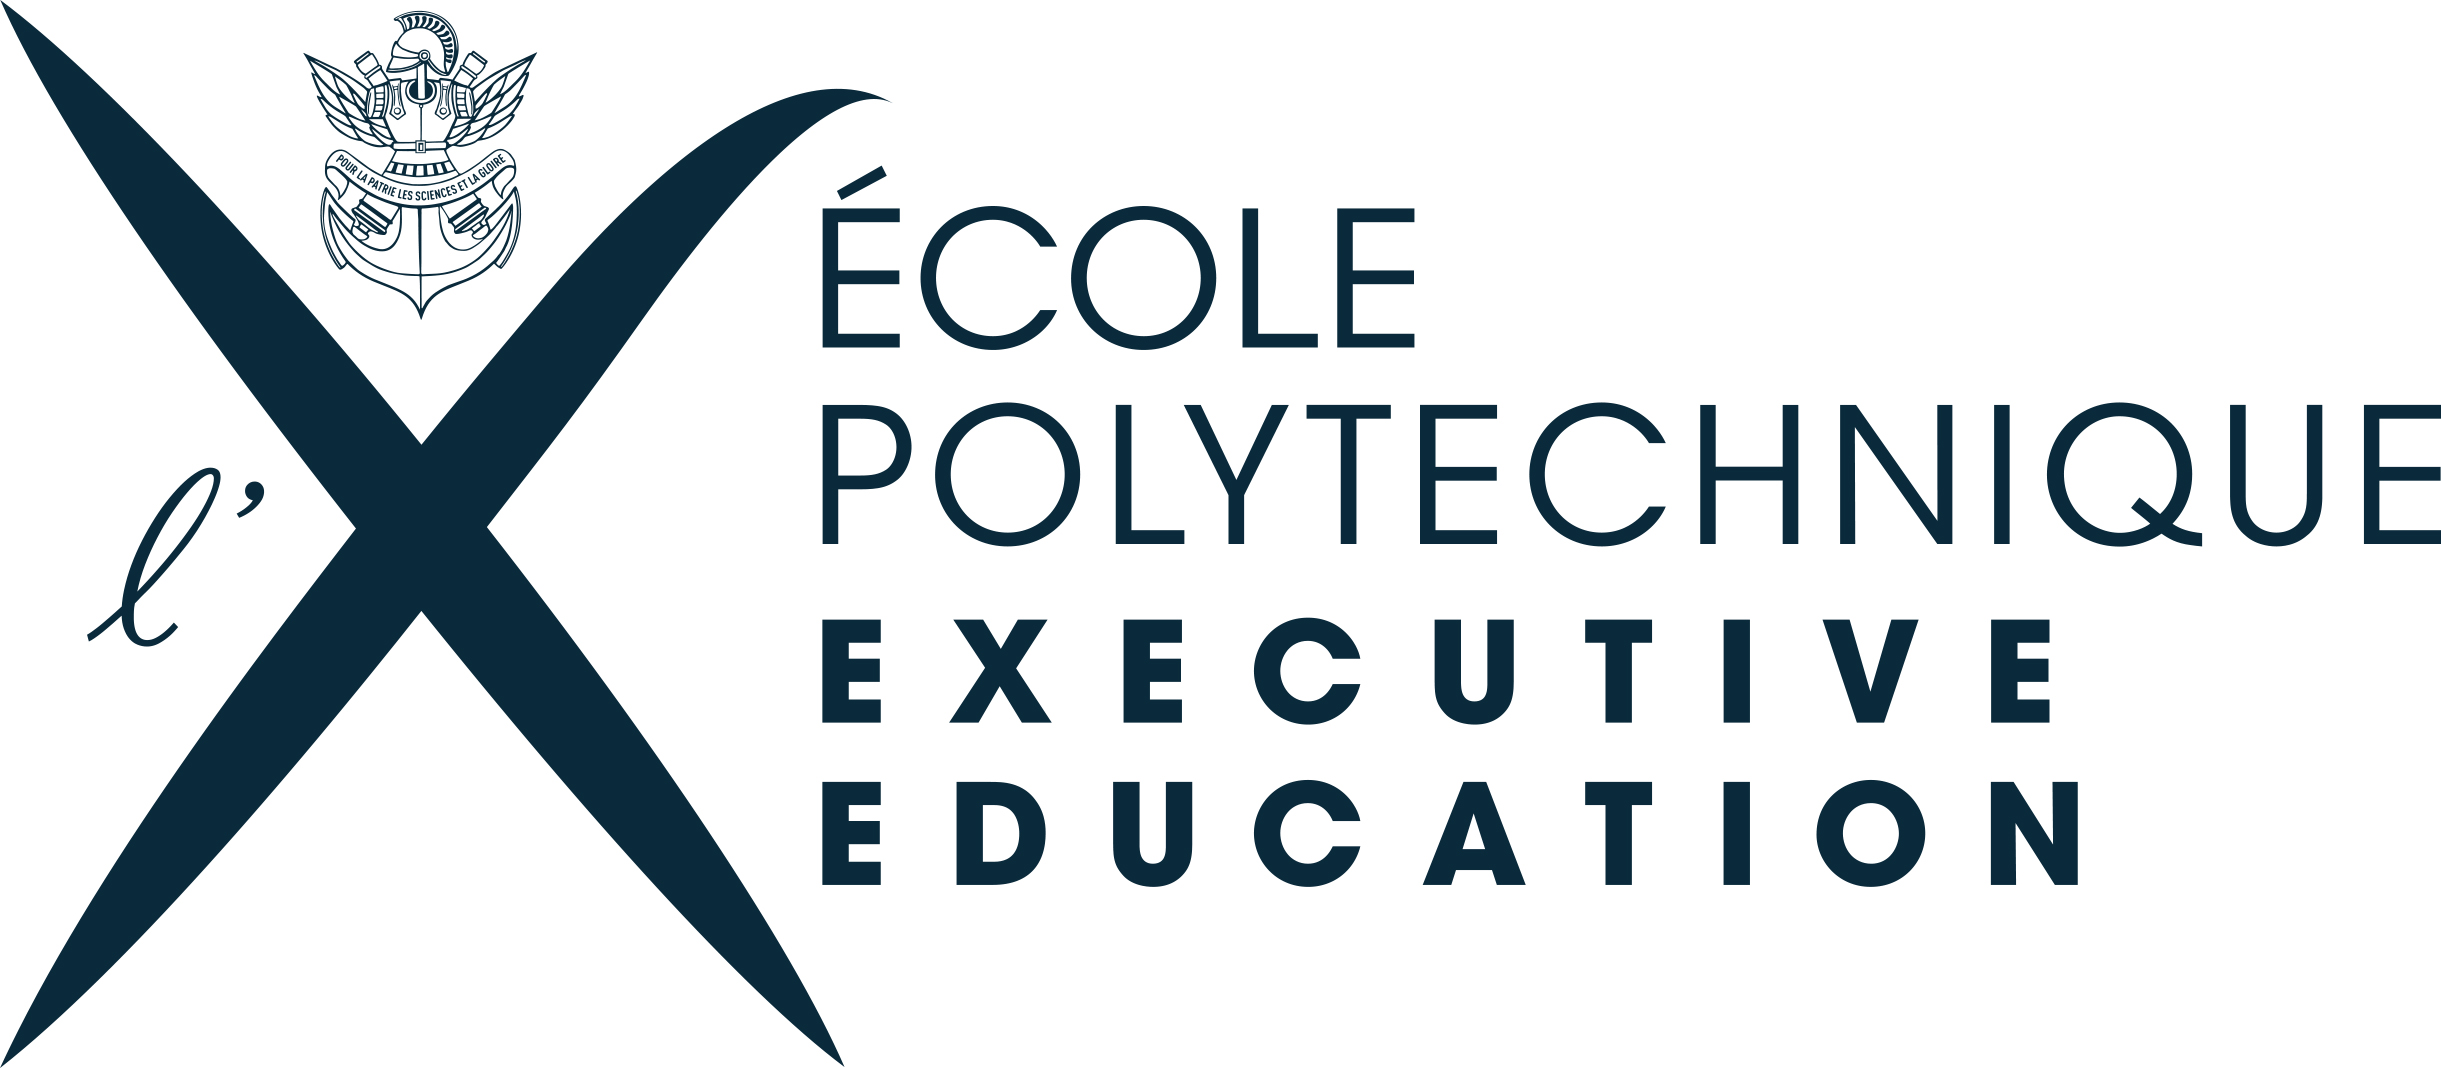 POUR LA PATRIE LES SCIENCES ET LA GLOIRE
l'X
ÉCOLE
POLYTECHNIQUE
EXECUTIVE
EDUCATION